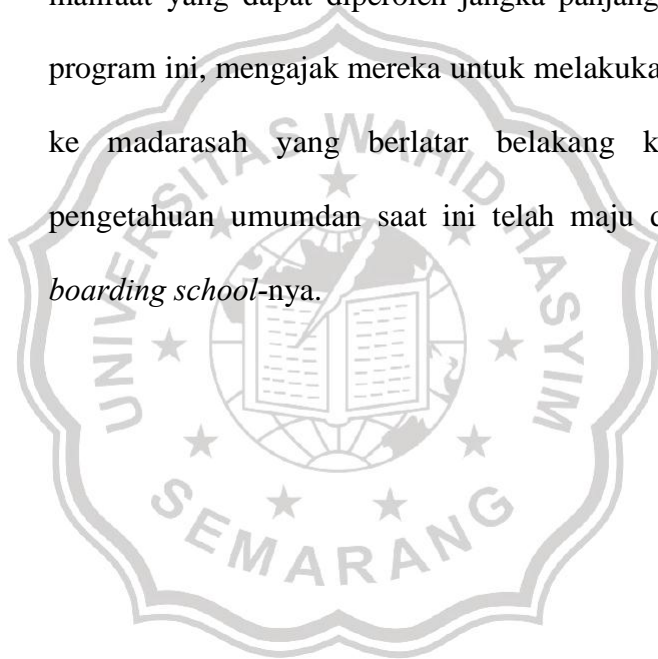 manfaat yang dapat diperoleh jangka panjang
program ini, mengajak mereka untuk melakuka
ke madarasah yang berlatar belakang k
pengetahuan umumdan saat ini telah maju d
boarding school-nya.
UNIVERSITAS WAHID HASYIM
SEMARANG